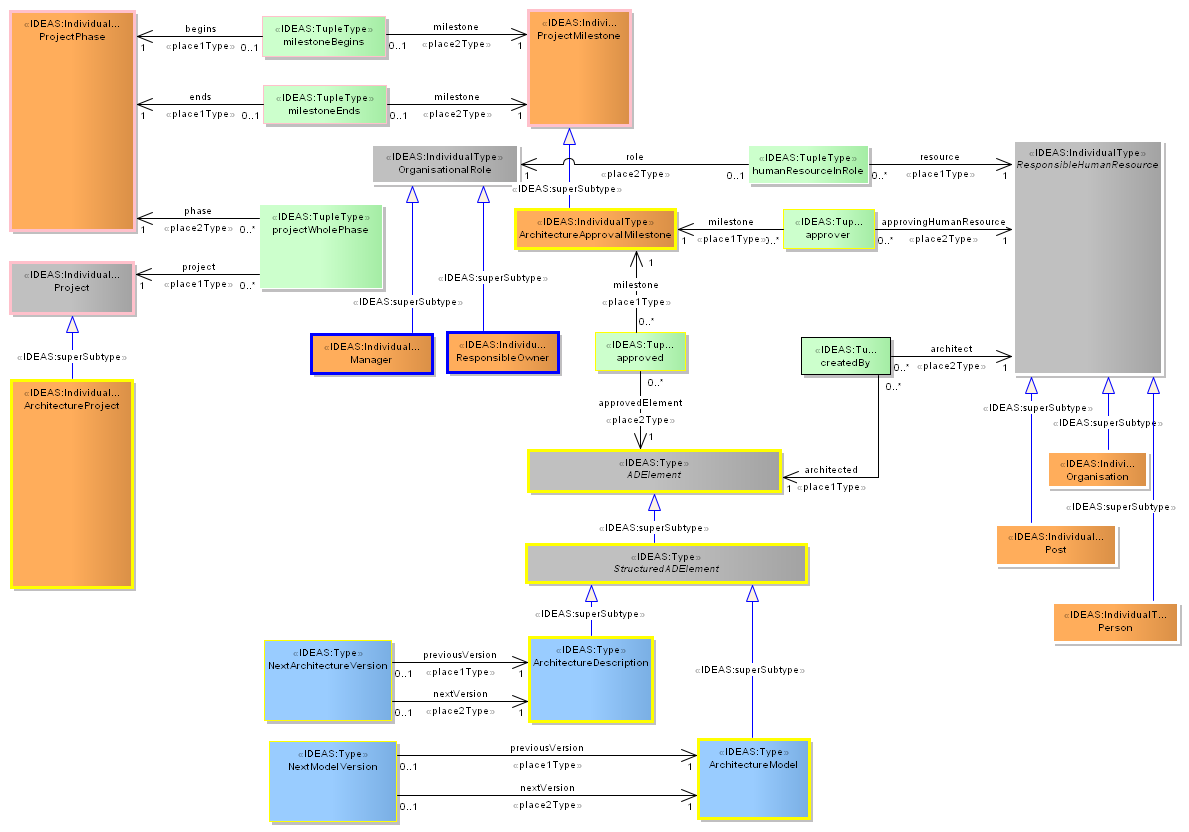 «IDEAS:Individual...
ProjectPhase
begins
«place1Type»
1
0..1
«IDEAS:TupleType»
milestoneBegins
milestone
«place2Type»
0..1
1
«IDEAS:Indivi...
ProjectMilestone
ends
«place1Type»
1
0..1
«IDEAS:TupleType»
milestoneEnds
milestone
«place2Type»
0..1
1
«IDEAS:IndividualType»
OrganisationalRole
role
«place2Type»
1
0..1
«IDEAS:TupleType»
humanResourceInRole
resource
«place1Type»
0..*
1
«IDEAS:IndividualType»
ResponsibleHumanResource
«IDEAS:superSubtype»
phase
«place2Type»
1
0..*
«IDEAS:TupleType»
projectWholePhase
«IDEAS:IndividualType»
ArchitectureApprovalMilestone
milestone
«place1Type»
1
0..*
«IDEAS:Tup...
approver
approvingHumanResource
«place2Type»
0..*
1
«IDEAS:Individual...
Project
project
«place1Type»
1
0..*
«IDEAS:superSubtype»
«IDEAS:superSubtype»
1
milestone
«place1Type»
0..*
«IDEAS:superSubtype»
«IDEAS:Individual...
Manager
«IDEAS:Individu...
ResponsibleOwner
«IDEAS:Tup...
approved
«IDEAS:Tu...
createdBy
architect
«place2Type»
0..*
1
0..*
0..*
approvedElement
«place2Type»
1
«IDEAS:Individual...
ArchitectureProject
«IDEAS:superSubtype»
«IDEAS:superSubtype»
«IDEAS:Type»
ADElement
architected
«place1Type»
1
«IDEAS:Indivi...
Organisation
«IDEAS:superSubtype»
«IDEAS:superSubtype»
«IDEAS:Individual...
Post
«IDEAS:Type»
StructuredADElement
«IDEAS:superSubtype»
«IDEAS:IndividualT...
Person
«IDEAS:Type»
NextArchitectureVersion
previousVersion
«place1Type»
0..1
1
nextVersion
«place2Type»
0..1
1
«IDEAS:Type»
ArchitectureDescription
«IDEAS:superSubtype»
«IDEAS:Type»
NextModelVersion
previousVersion
«place1Type»
0..1
1
nextVersion
«place2Type»
0..1
1
«IDEAS:Type»
ArchitectureModel